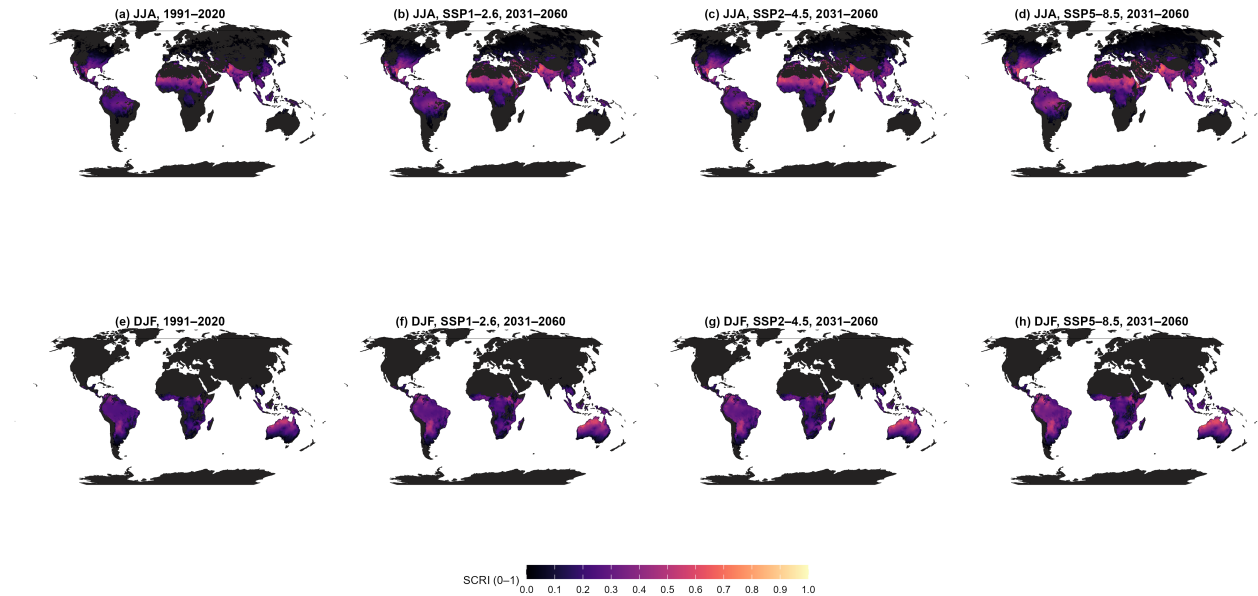 (a) JJA, 1991–2020
(b) JJA, SSP1–2.6, 2031–2060
(c) JJA, SSP2–4.5, 2031–2060
(d) JJA, SSP5–8.5, 2031–2060
(e) DJF, 1991–2020
(f) DJF, SSP1–2.6, 2031–2060
(g) DJF, SSP2–4.5, 2031–2060
(h) DJF, SSP5–8.5, 2031–2060
SCRI (0–1)
0.0 0.1 0.2 0.3 0.4 0.5 0.6 0.7 0.8 0.9 1.0